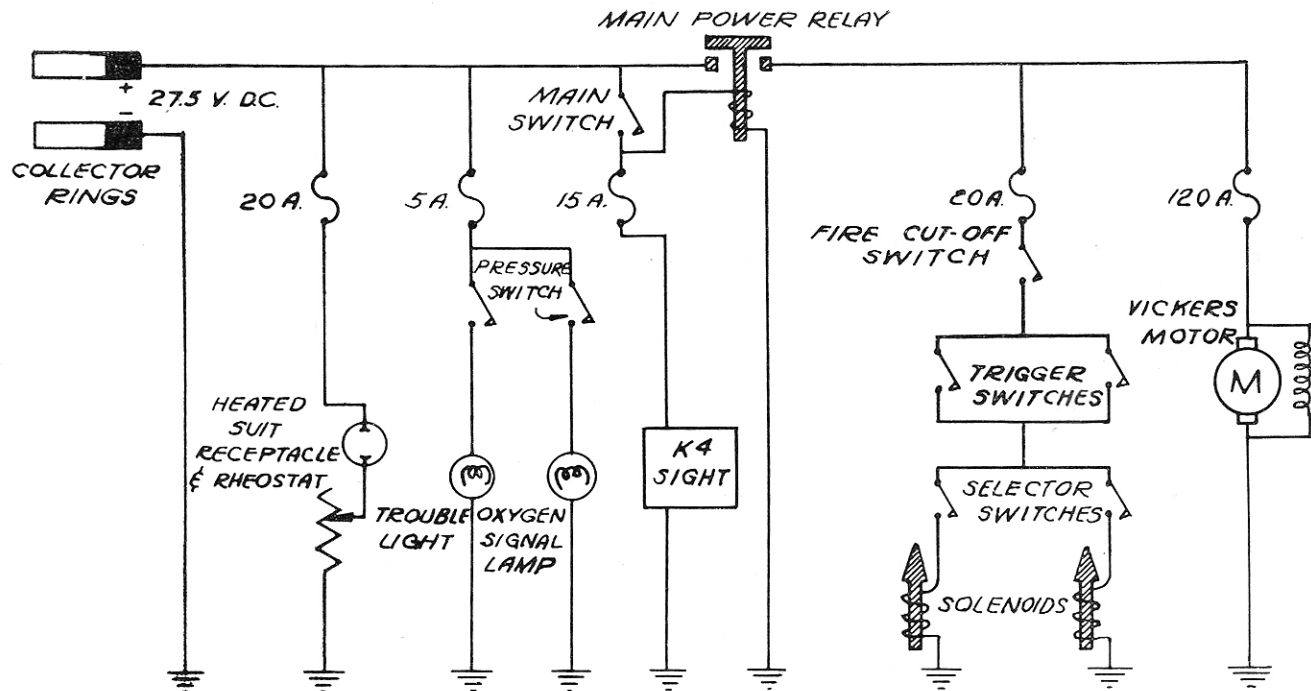 MAIN POWER RELAY
+
27.5 V. D.C.
−
COLLECTOR
RINGS
MAIN
SWITCH
20 A.
5 A.
15 A.
20 A.
120 A.
FIRE CUT-OFF
SWITCH
PRESSURE
SWITCH
VICKERS
MOTOR
M
TRIGGER
SWITCHES
HEATED
SUIT
RECEPTACLE
& RHEOSTAT
K4
SIGHT
TROUBLE
LIGHT
OXYGEN
SIGNAL
LAMP
SELECTOR
SWITCHES
SOLENOIDS